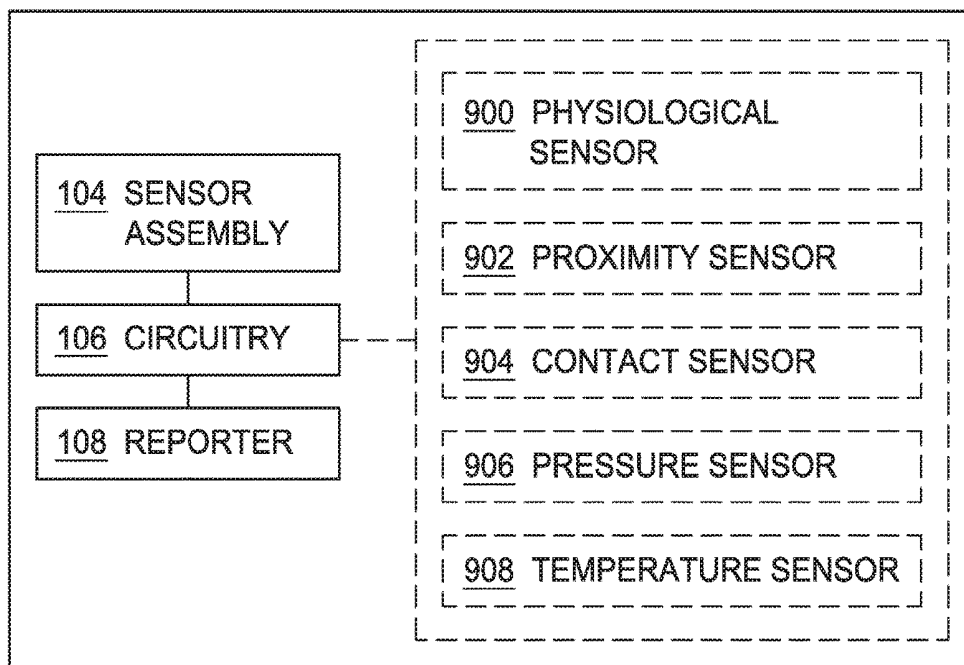 104 SENSOR
ASSEMBLY
106 CIRCUITRY
108 REPORTER
900 PHYSIOLOGICAL
SENSOR
902 PROXIMITY SENSOR
904 CONTACT SENSOR
906 PRESSURE SENSOR
908 TEMPERATURE SENSOR